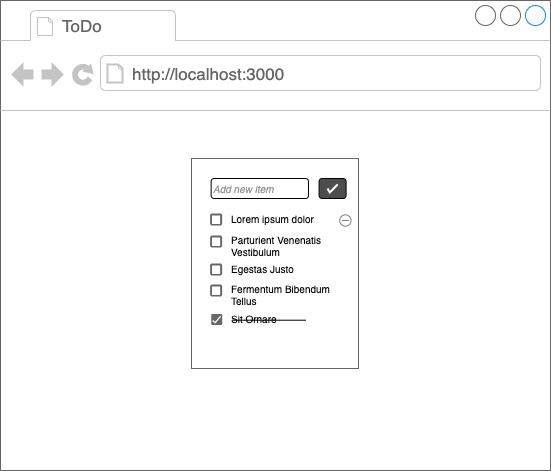 ToDo
http://localhost:3000
Add new item
Lorem ipsum dolor
Parturient Venenatis
Vestibulum
Egestas Justo
Fermentum Bibendum
Tellus
Sit Ornare